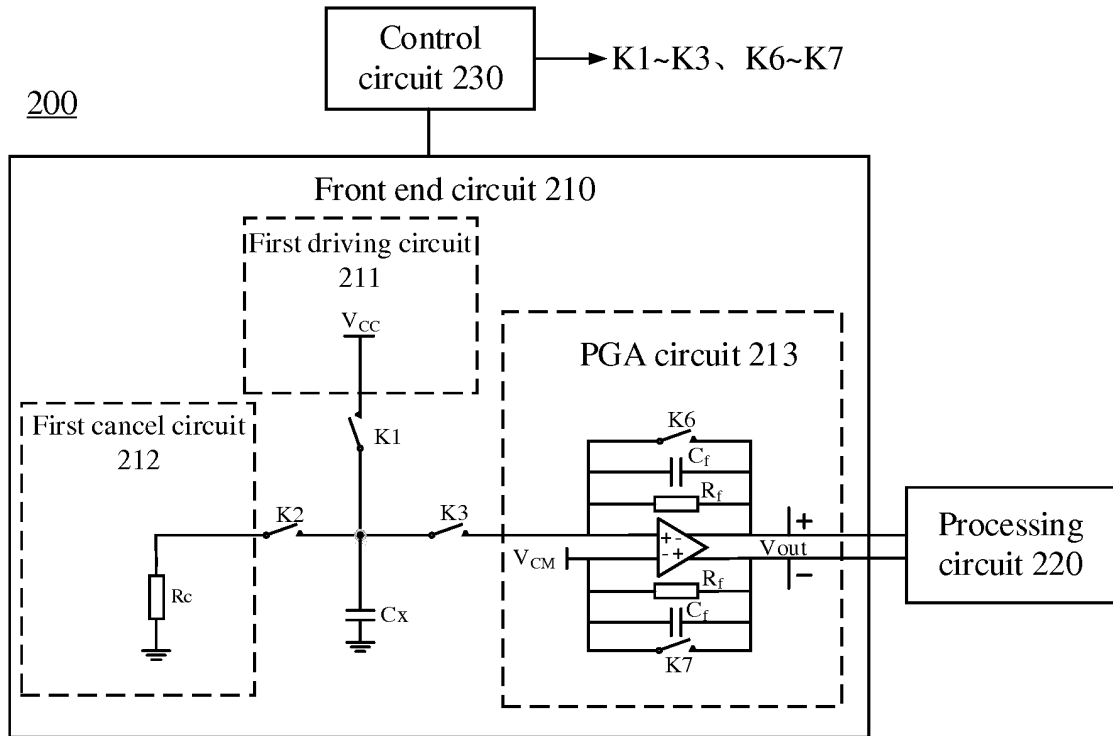 Control
circuit 230
K1~K3、K6~K7
200
Front end circuit 210
First driving circuit
211
VCC
K1
First cancel circuit
212
K2
Rc
Cx
K3
PGA circuit 213
K6
Cf
Rf
VCM
+ -
- +
Vout
+
−
Rf
Cf
K7
Processing
circuit 220